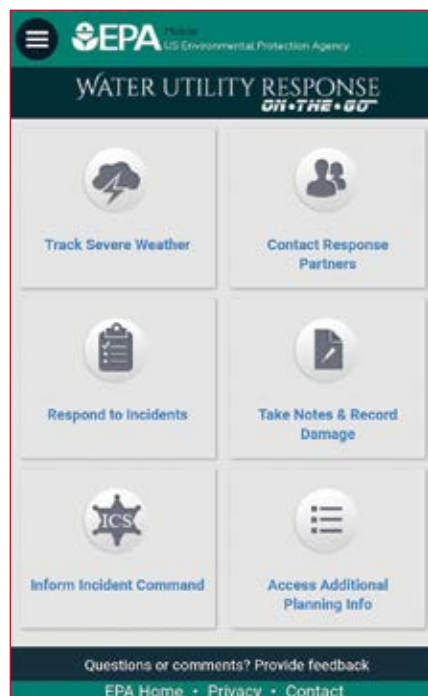 EPA Mobile
US Environmental Protection Agency
WATER UTILITY RESPONSE
ON•THE•GO
Track Severe Weather
Contact Response
Partners
Respond to Incidents
Take Notes & Record
Damage
ICS
Inform Incident Command
Access Additional
Planning Info
Questions or comments? Provide feedback
EPA Home • Privacy • Contact